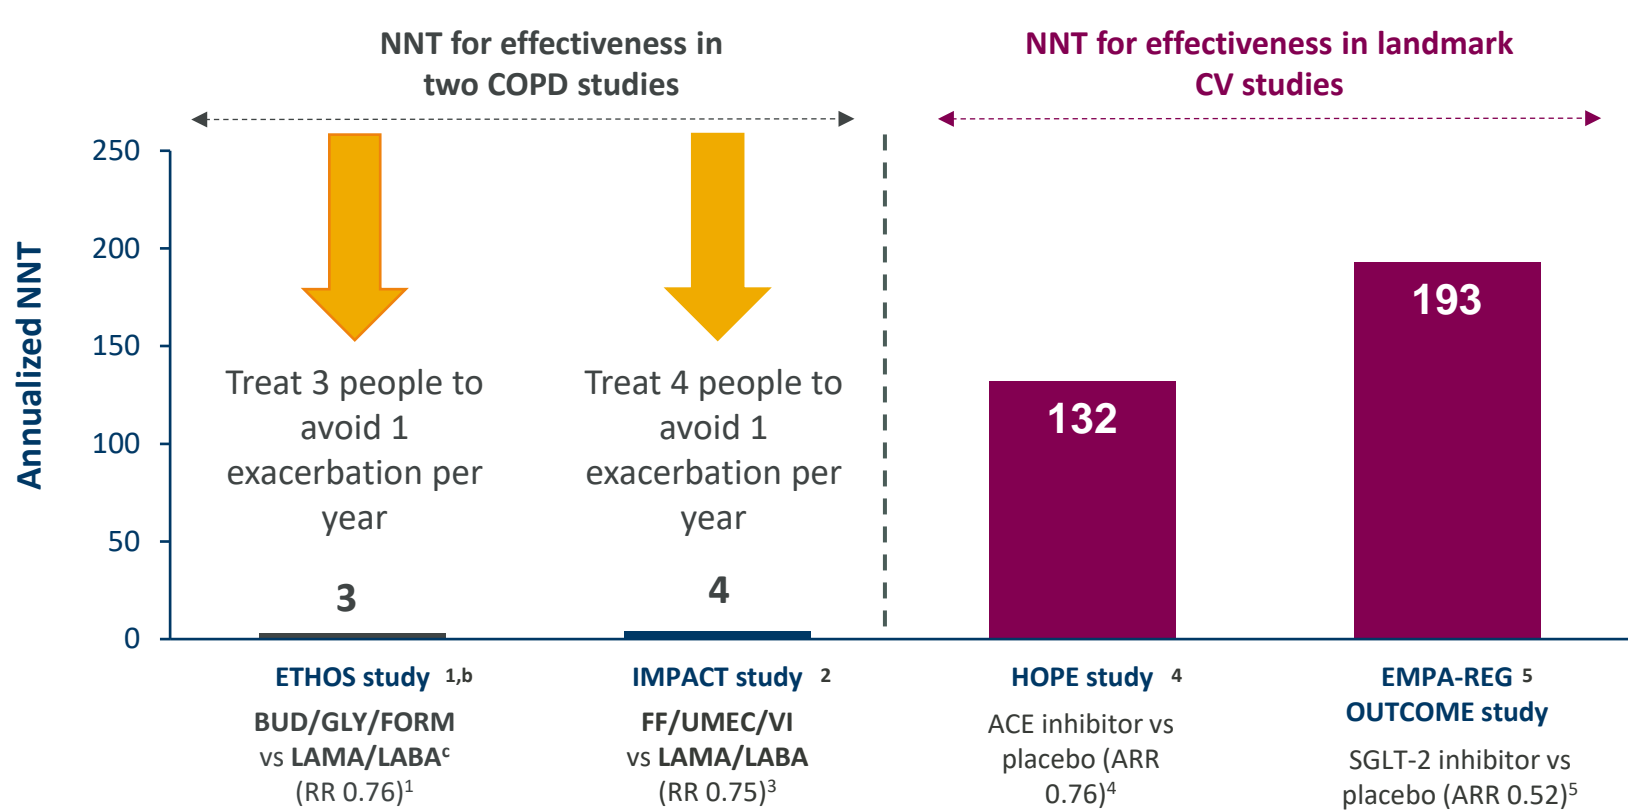 NNT for effectiveness in
two COPD studies
NNT for effectiveness in landmark
CV studies
Annualized NNT
250
200
150
100
50
0
Treat 3 people to
avoid 1
exacerbation per
year
3
Treat 4 people to
avoid 1
exacerbation per
year
4
132
193
ETHOS study 1,b
BUD/GLY/FORM
vs LAMA/LABAc
(RR 0.76)1
IMPACT study 2
FF/UMEC/VI
vs LAMA/LABA
(RR 0.75)3
HOPE study 4
ACE inhibitor vs
placebo (ARR
0.76)4
EMPA-REG 5
OUTCOME study
SGLT-2 inhibitor vs
placebo (ARR 0.52)5